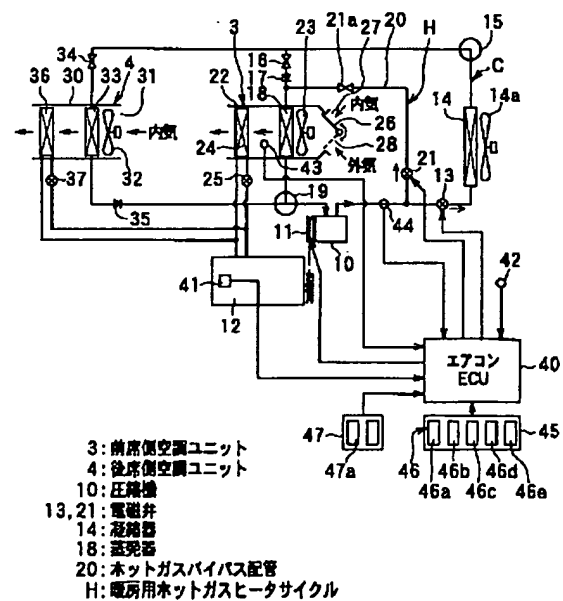 15
21a
20
27
H
3
23
16
34
36
30
33
4
31
22
17
C
18
内気
14
14a
26
内気
24
28
21
外気
13
32
43
25
37
19
35
11
44
10
42
41
12
エアコン
ECU
40
47
47a
46
45
46a
46b
46c
46d
46e
3:前席側空調ユニット
4:後席側空調ユニット
10:圧縮機
13,21:電磁弁
14:凝縮器
18:蒸発器
20:ホットガスバイパス配管
H:暖房用ホットガスヒータサイクル